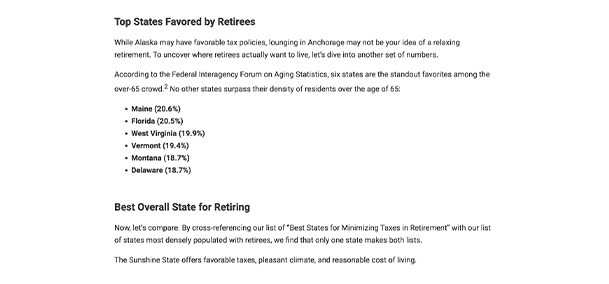 Top States Favored by Retirees
While Alaska may have favorable tax policies, lounging in Anchorage may not be your idea of a relaxing
retirement. To uncover where retirees actually want to live, let's dive into another set of numbers.
According to the Federal Interagency Forum on Aging Statistics, six states are the standout favorites among the
over-65 crowd.2 No other states surpass their density of residents over the age of 65:
• Maine (20.6%)
• Florida (20.5%)
• West Virginia (19.9%)
• Vermont (19.4%)
• Montana (18.7%)
• Delaware (18.7%)
Best Overall State for Retiring
Now, let's compare. By cross-referencing our list of "Best States for Minimizing Taxes in Retirement" with our list
of states most densely populated with retirees, we find that only one state makes both lists.
The Sunshine State offers favorable taxes, pleasant climate, and reasonable cost of living.